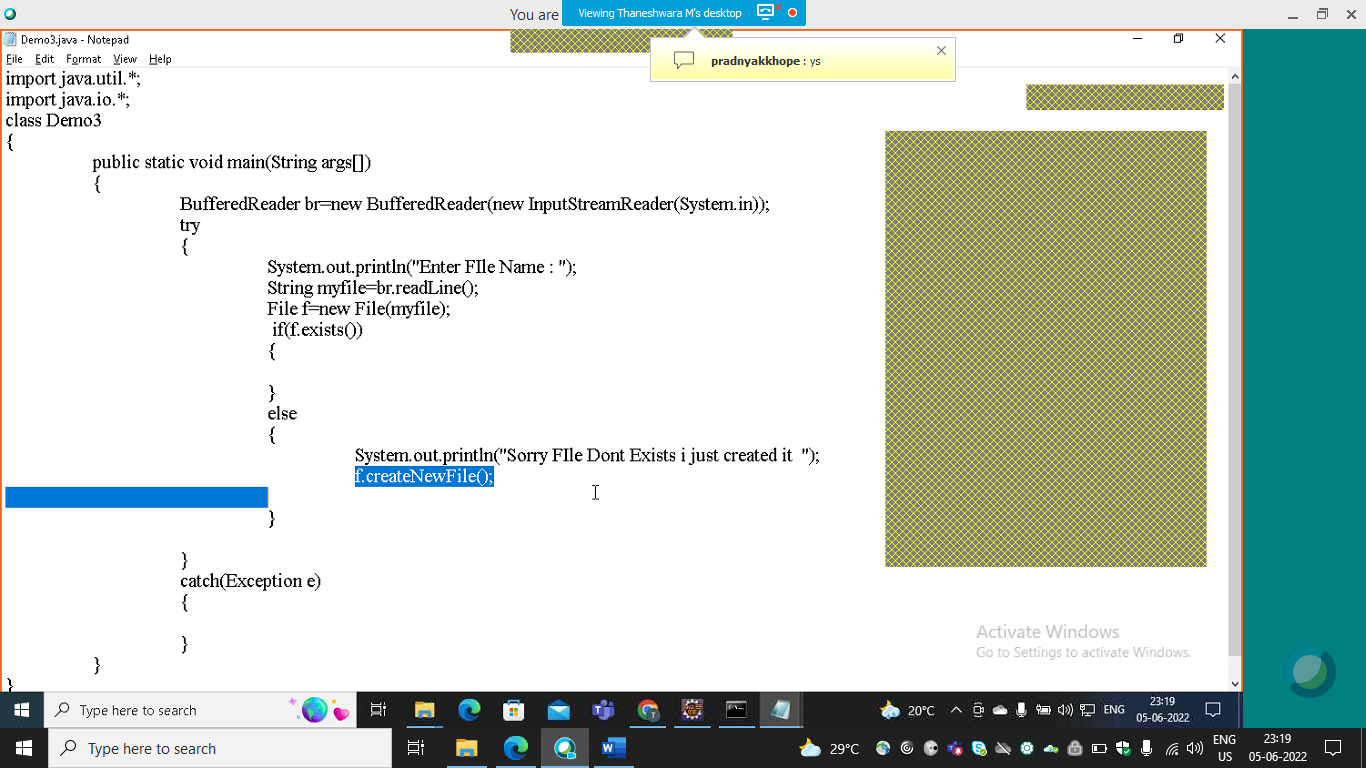 You are
Viewing Thaneshwara M's desktop
Demo3.java - Notepad
File Edit Format View Help
pradnyakkhope : ys
import java.util.*;
import java.io.*;
class Demo3
{
public static void main(String args[])
{
BufferedReader br=new BufferedReader(new InputStreamReader(System.in));
try
{
System.out.println("Enter FIle Name : ");
String myfile=br.readLine();
File f=new File(myfile);
if(f.exists())
{
}
else
{
System.out.println("Sorry FIle Dont Exists i just created it  ");
f.createNewFile();
}
}
catch(Exception e)
{
}
}
}
Activate Windows
Go to Settings to activate Windows.
Type here to search
20°C
ENG
23:19
05-06-2022
Type here to search
29°C
ENG
US
23:19
05-06-2022